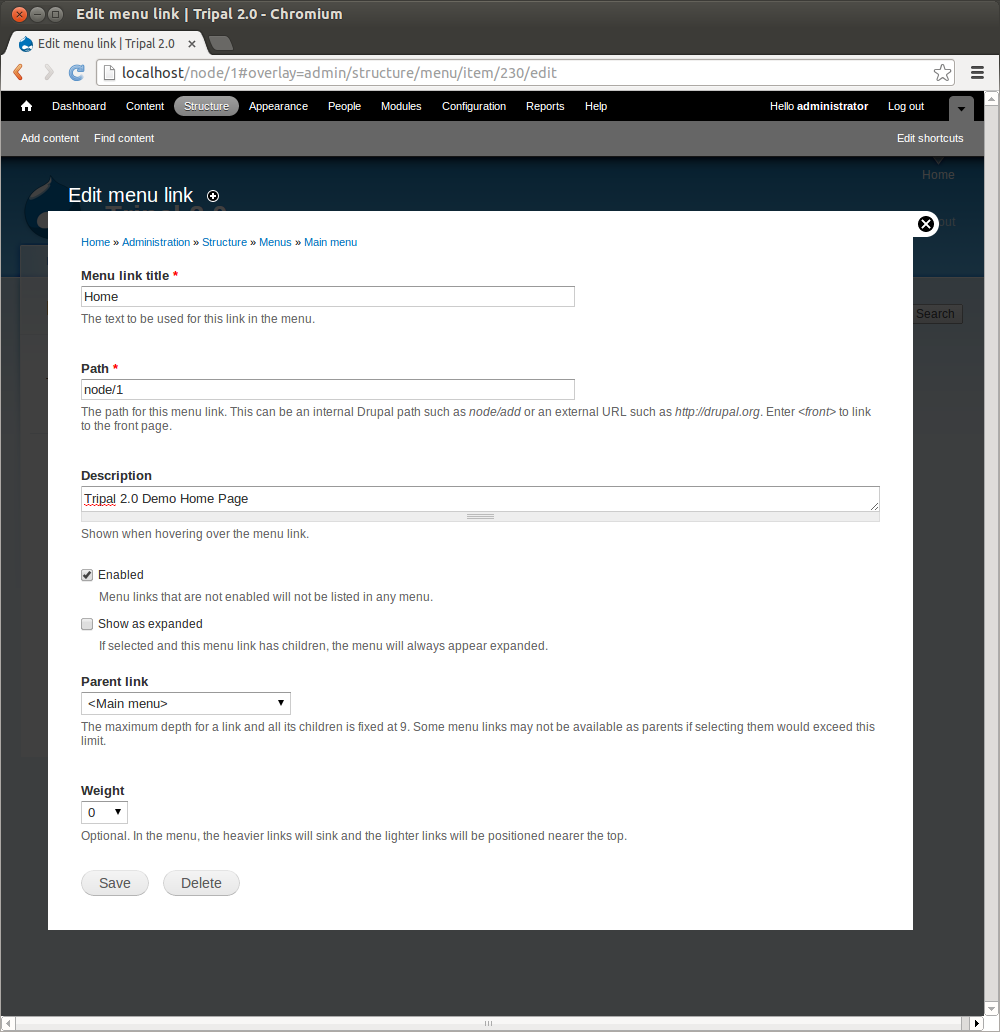 Edit menu link | Tripal 2.0 - Chromium
Edit menu link | Tripal 2.0
localhost/node/1#overlay=admin/structure/menu/item/230/edit
Dashboard Content Structure Appearance People Modules Configuration Reports Help Hello administrator Log out
Add content Find content Edit shortcuts
Home
Edit menu link
Tripal 2.0
Home » Administration » Structure » Menus » Main menu
Menu link title *
Home
The text to be used for this link in the menu.
Search
Path *
node/1
The path for this menu link. This can be an internal Drupal path such as node/add or an external URL such as http://drupal.org. Enter <front> to link
to the front page.
Description
Tripal 2.0 Demo Home Page
Shown when hovering over the menu link.
Enabled
Menu links that are not enabled will not be listed in any menu.
Show as expanded
If selected and this menu link has children, the menu will always appear expanded.
Parent link
<Main menu>
The maximum depth for a link and all its children is fixed at 9. Some menu links may not be available as parents if selecting them would exceed this
limit.
Weight
0
Optional. In the menu, the heavier links will sink and the lighter links will be positioned nearer the top.
Save Delete